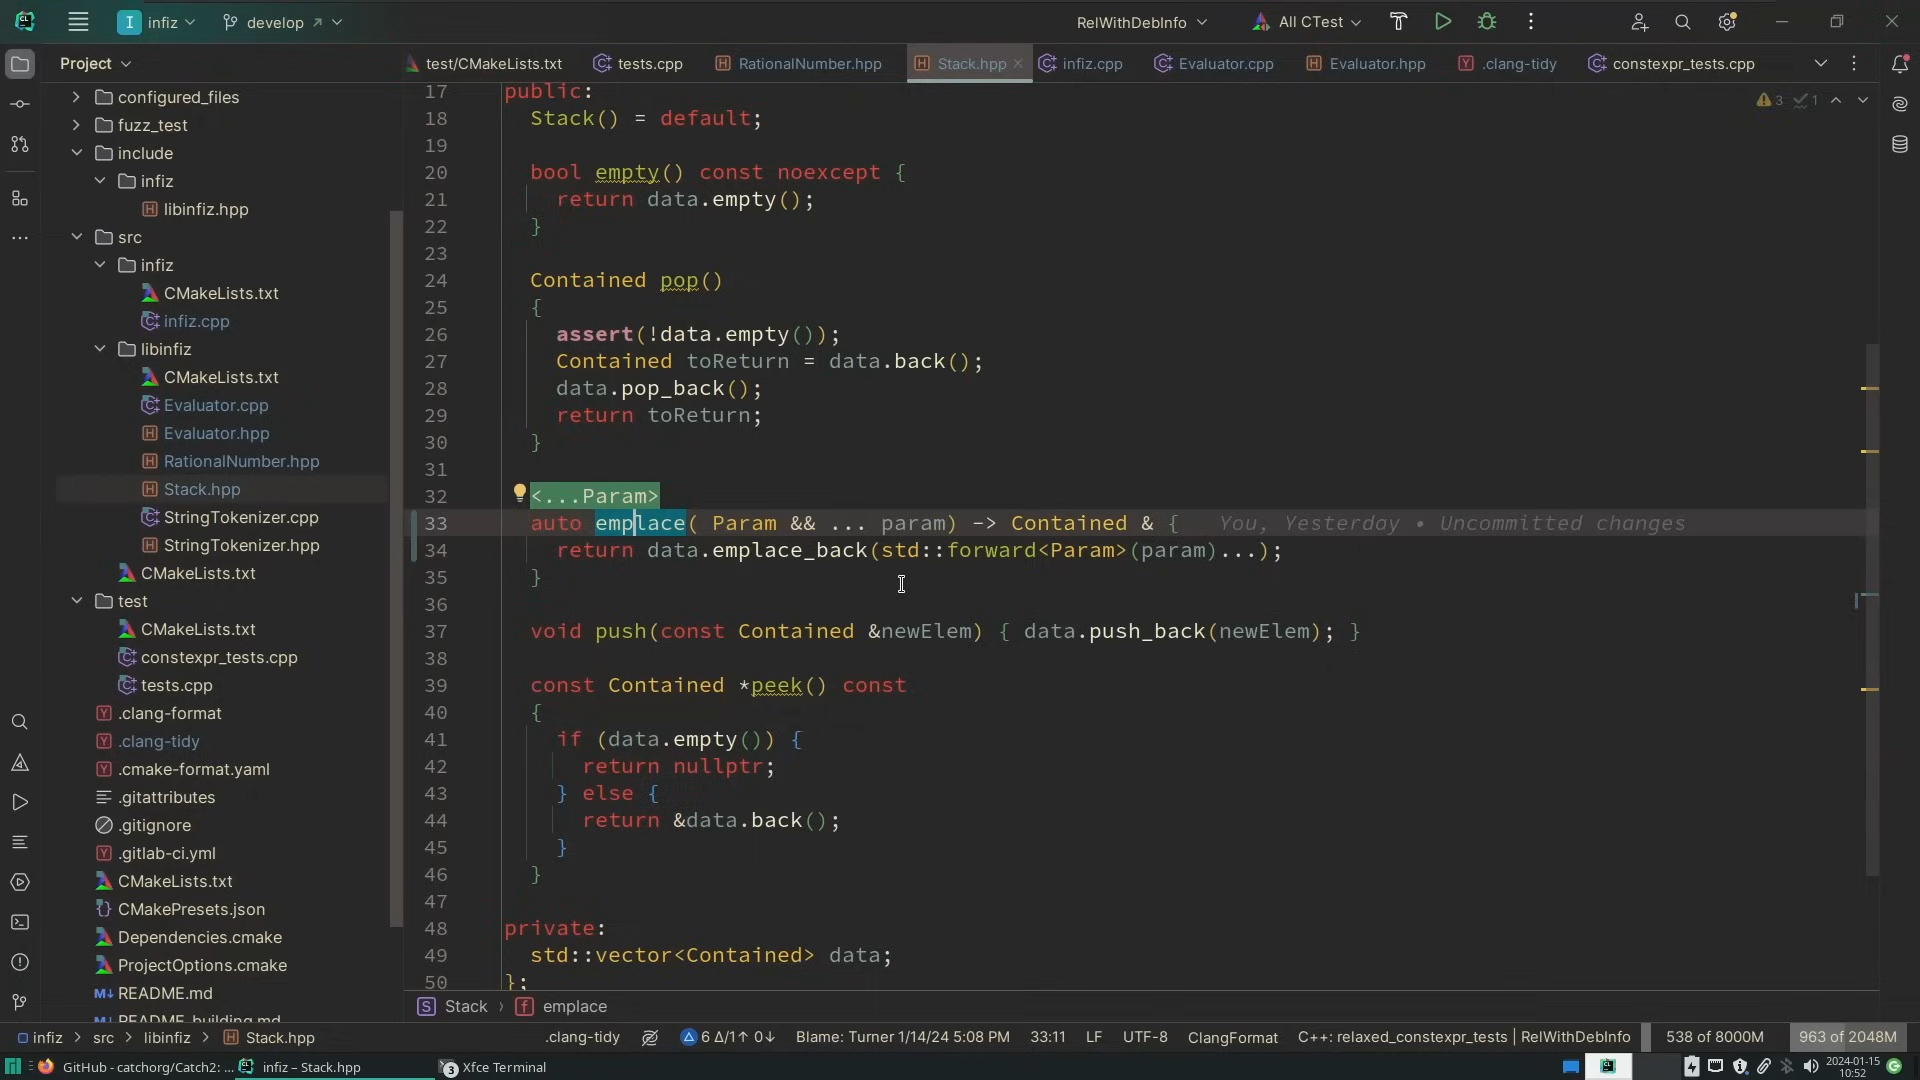 I infiz
develop
RelWithDebInfo
All CTest
Project
test/CMakeLists.txt
tests.cpp
RationalNumber.hpp
Stack.hpp
infiz.cpp
Evaluator.cpp
Evaluator.hpp
.clang-tidy
constexpr_tests.cpp
configured_files
fuzz_test
include
infiz
libinfiz.hpp
src
infiz
CMakeLists.txt
infiz.cpp
libinfiz
CMakeLists.txt
Evaluator.cpp
Evaluator.hpp
RationalNumber.hpp
Stack.hpp
StringTokenizer.cpp
StringTokenizer.hpp
CMakeLists.txt
test
CMakeLists.txt
constexpr_tests.cpp
tests.cpp
.clang-format
.clang-tidy
.cmake-format.yaml
.gitattributes
.gitignore
.gitlab-ci.yml
CMakeLists.txt
CMakePresets.json
Dependencies.cmake
ProjectOptions.cmake
README.md
README_building.md
3 1
17 public:
18 Stack() = default;
19
20 bool empty() const noexcept {
21 return data.empty();
22 }
23
24 Contained pop()
25 {
26 assert(!data.empty());
27 Contained toReturn = data.back();
28 data.pop_back();
29 return toReturn;
30 }
31
32 <...Param>
33 auto emplace( Param && ... param) -> Contained & { You, Yesterday • Uncommitted changes
34 return data.emplace_back(std::forward<Param>(param)...);
35 }
36
37 void push(const Contained &newElem) { data.push_back(newElem); }
38
39 const Contained *peek() const
40 {
41 if (data.empty()) {
42 return nullptr;
43 } else {
44 return &data.back();
45 }
46 }
47
48 private:
49 std::vector<Contained> data;
50 };
S Stack › f emplace
infiz › src › libinfiz › Stack.hpp
.clang-tidy
6 Δ/1↑ 0↓
Blame: Turner 1/14/24 5:08 PM
33:11
LF
UTF-8
ClangFormat
C++: relaxed_constexpr_tests | RelWithDebInfo
538 of 8000M
963 of 2048M
GitHub - catchorg/Catch2: ...
infiz – Stack.hpp
3 Xfce Terminal
2024-01-15
10:52